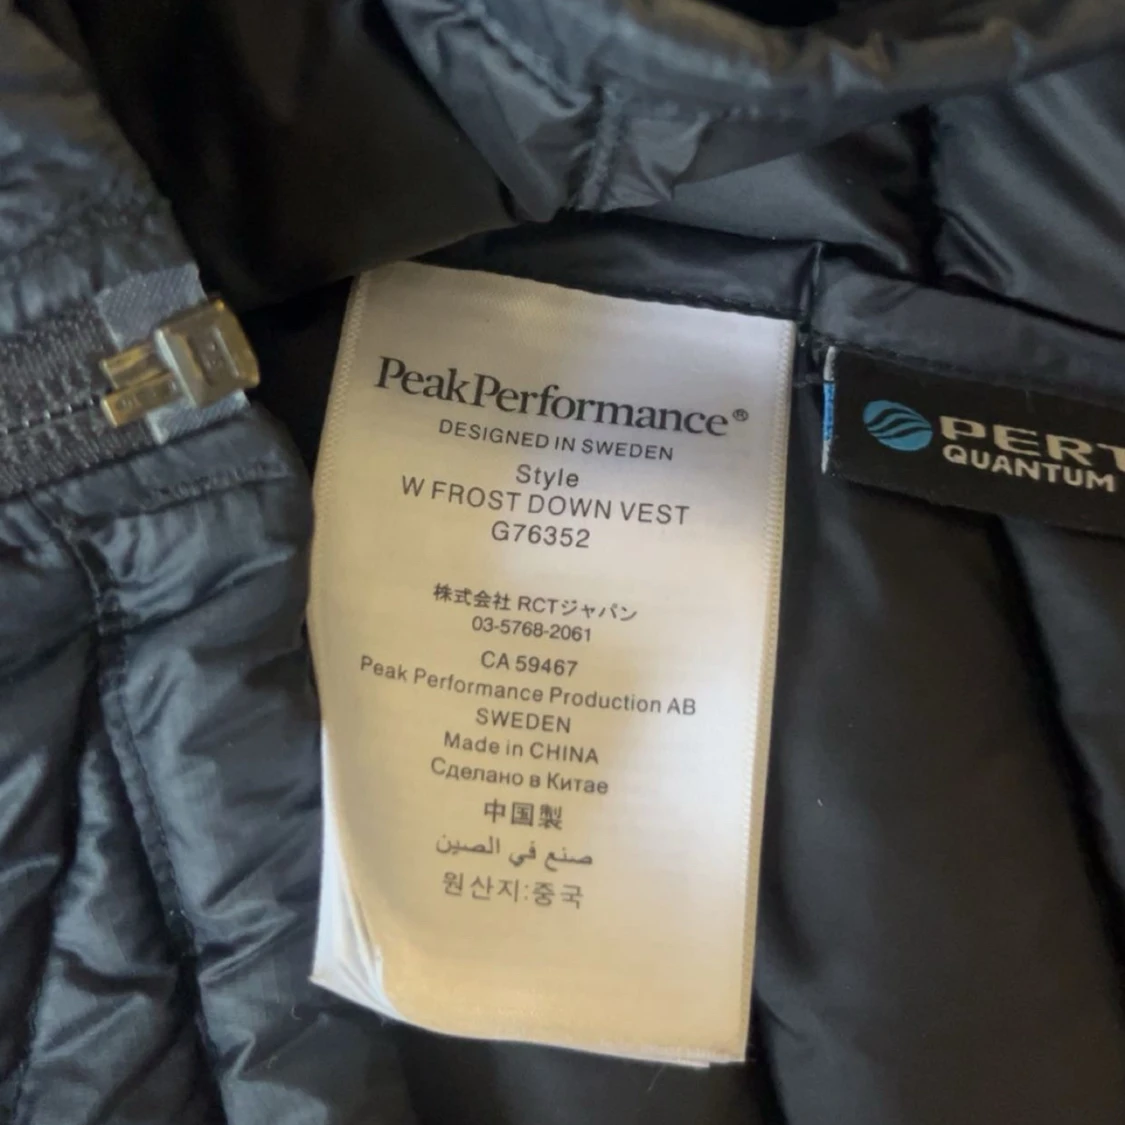 PeakPerformance®
DESIGNED IN SWEDEN
Style
W FROST DOWN VEST
G76352
株式会社 RCTジャパン
03-5768-2061
CA 59467
Peak Performance Production AB
SWEDEN
Made in CHINA
Сделано в Китае
中国製
صنع في الصين
원산지:중국
PERT
QUANTUM